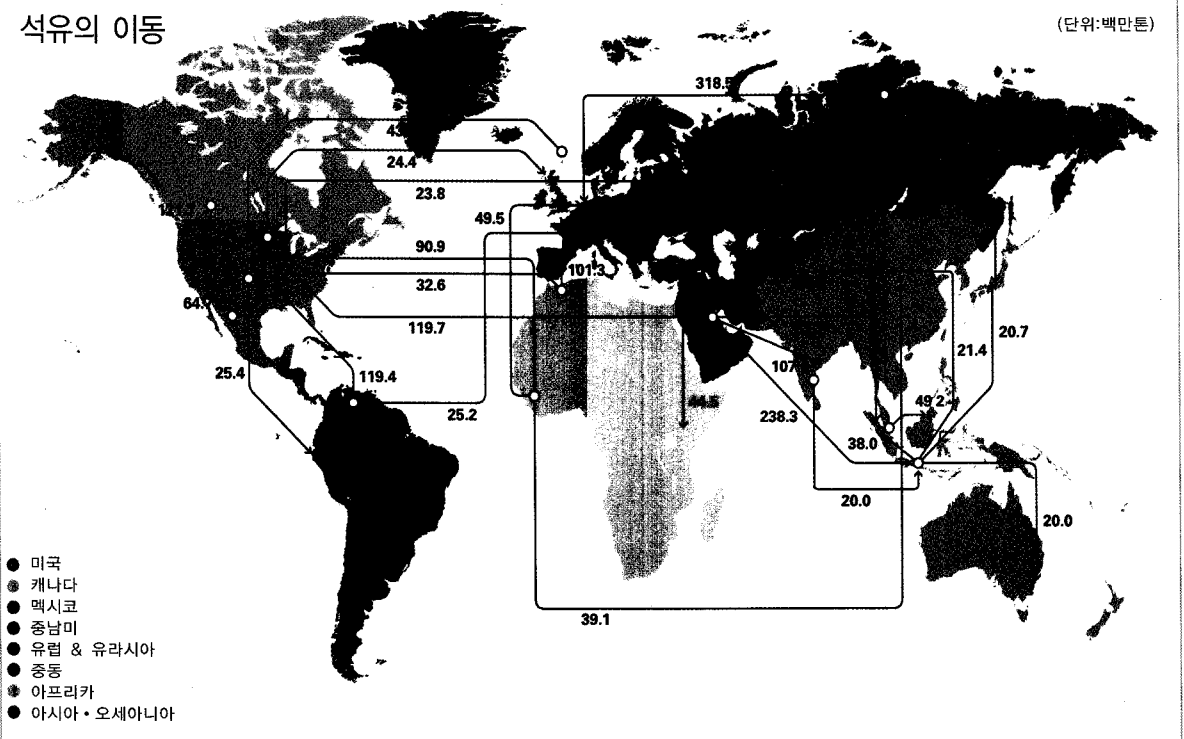 석유의 이동
(단위:백만톤)
318.5
24.4
23.8
49.5
90.9
101.3
32.6
119.7
20.7
21.4
25.4
119.4
25.2
49.2
238.3
38.0
20.0
20.0
39.1
미국
캐나다
멕시코
중남미
유럽 & 유라시아
중동
아프리카
아시아•오세아니아